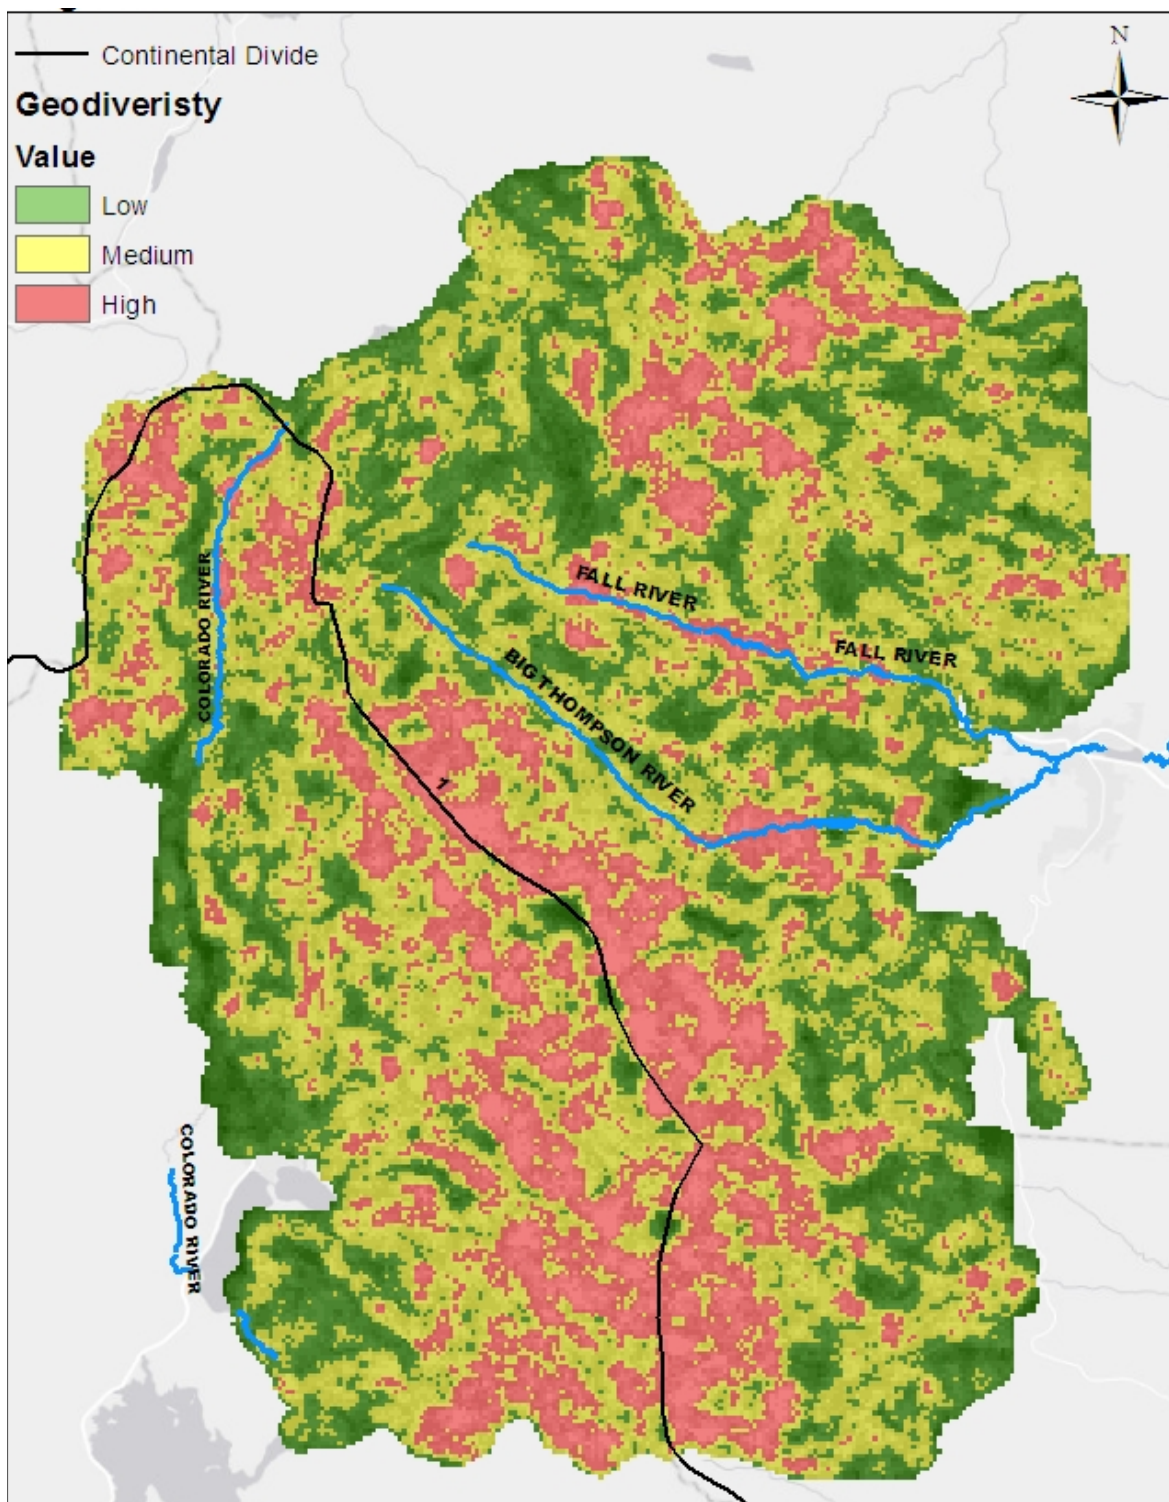 Continental Divide
N
Geodiveristy
Value
Low
Medium
High
FALL RIVER
COLORADO RIVER
FALL RIVER
BIG THOMPSON RIVER
1
COLORADO RIVER